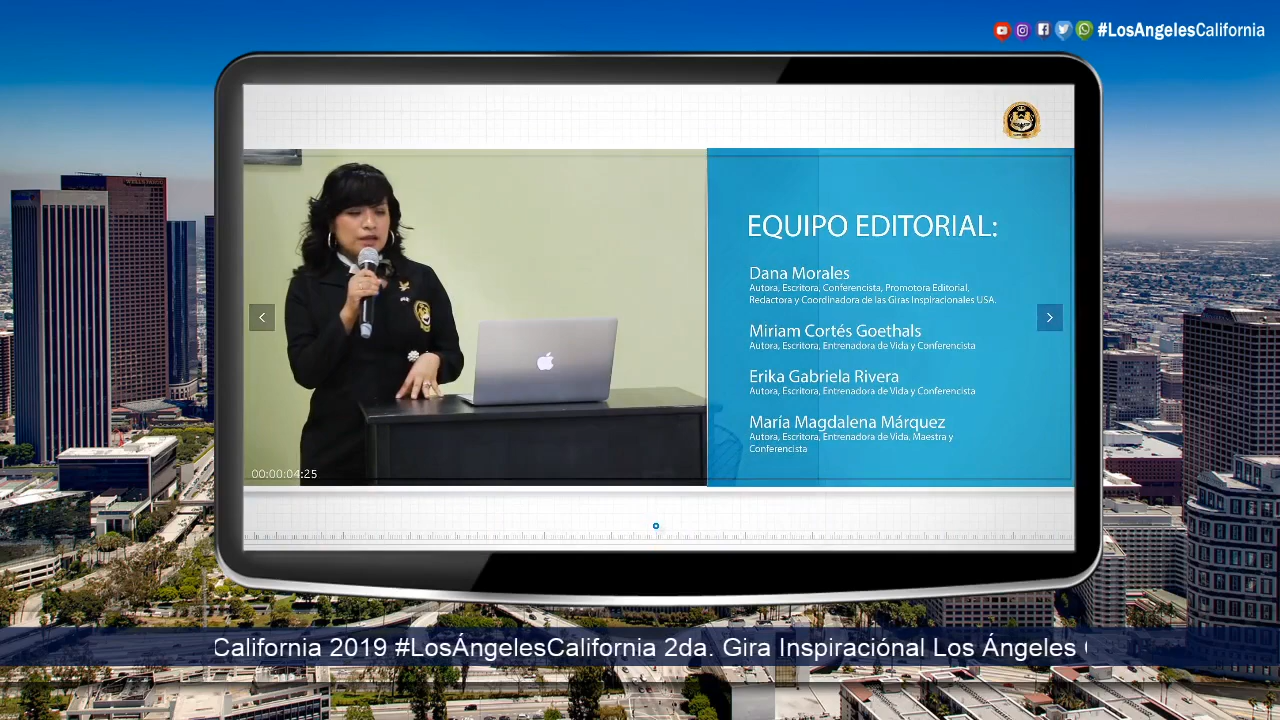 #LosAngelesCalifornia
EQUIPO EDITORIAL:
Dana Morales
Autora, Escritora, Conferencista, Promotora Editorial,
Redactora y Coordinadora de las Giras Inspiracionales USA.
Miriam Cortés Goethals
Autora, Escritora, Entrenadora de Vida y Conferencista
Erika Gabriela Rivera
Autora, Escritora, Entrenadora de Vida y Conferencista
María Magdalena Márquez
Autora, Escritora, Entrenadora de Vida. Maestra y
Conferencista
00:00:04:25
California 2019 #LosÁngelesCalifornia 2da. Gira Inspiraciónal Los Ángeles